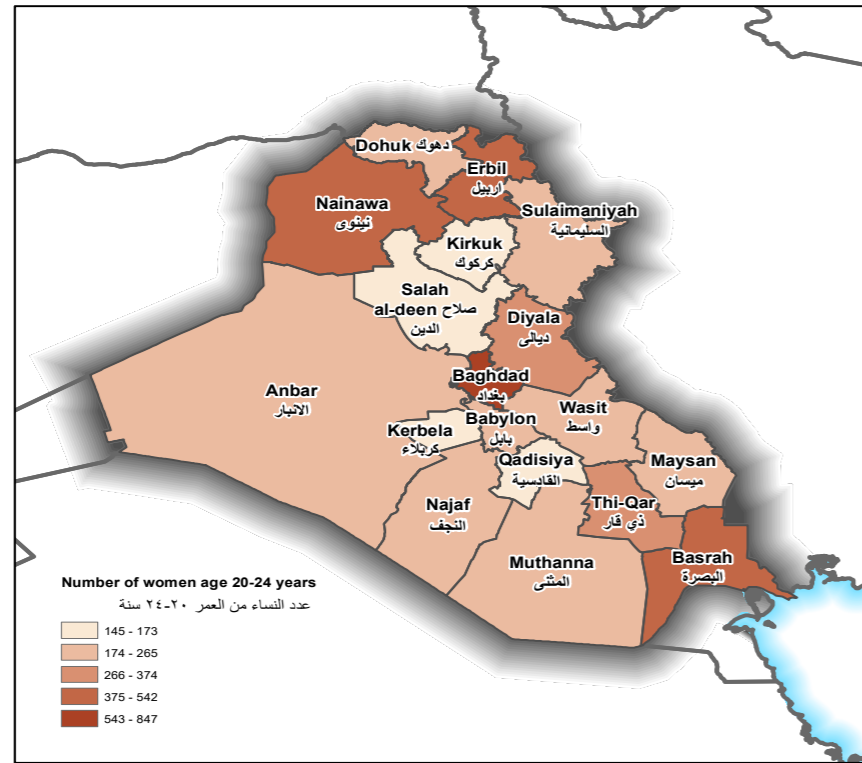 Dohuk دهوك
Erbil
اربيل
Nainawa
نينوى
Sulaimaniyah
السليمانية
Kirkuk
كركوك
Salah
al-deen صلاح
الدين
Diyala
ديالى
Baghdad
بغداد
Anbar
الانبار
Wasit
واسط
Babylon
بابل
Kerbela
كربلاء
Qadisiya
القادسية
Maysan
ميسان
Najaf
النجف
Thi-Qar
ذي قار
Muthanna
المثنى
Basrah
البصرة
Number of women age 20-24 years
عدد النساء من العمر ٢٠-٢٤ سنة
145 - 173
174 - 265
266 - 374
375 - 542
543 - 847